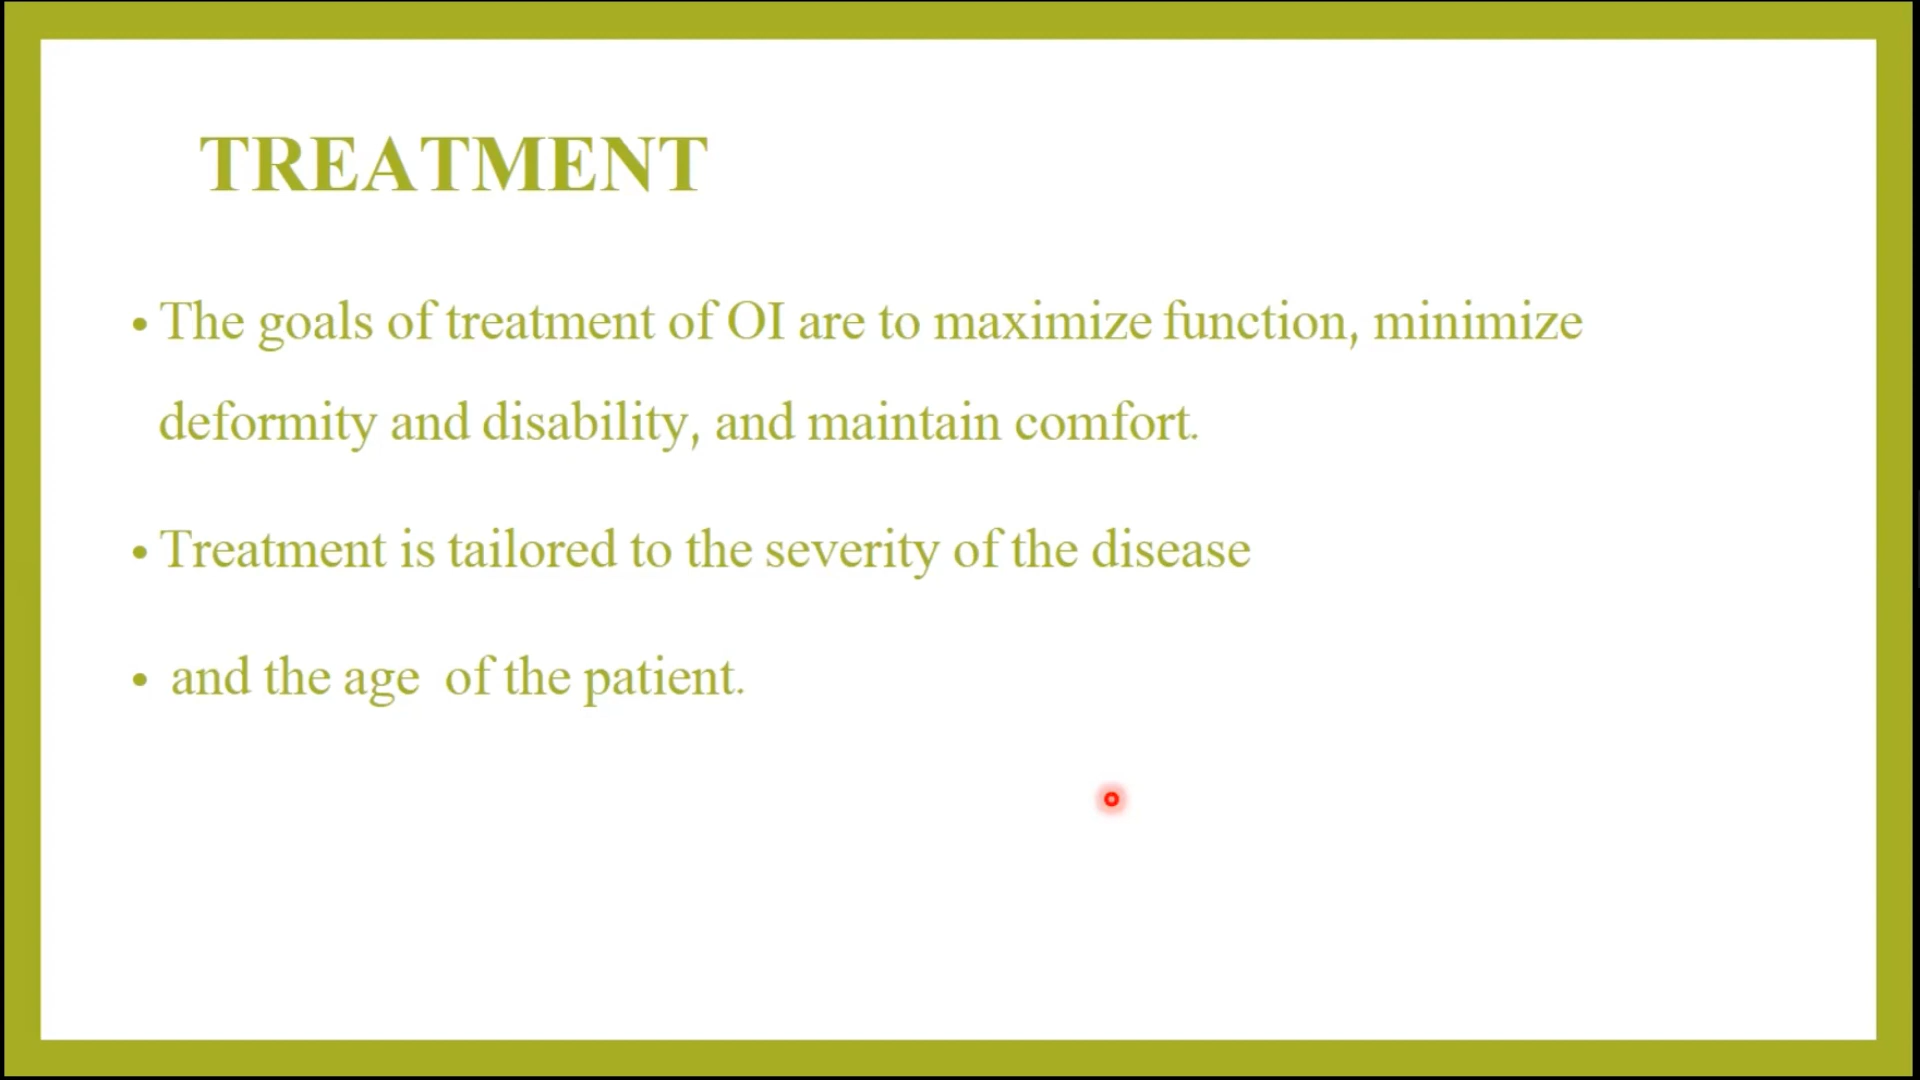 TREATMENT
• The goals of treatment of OI are to maximize function, minimize
deformity and disability, and maintain comfort.
• Treatment is tailored to the severity of the disease
• and the age of the patient.